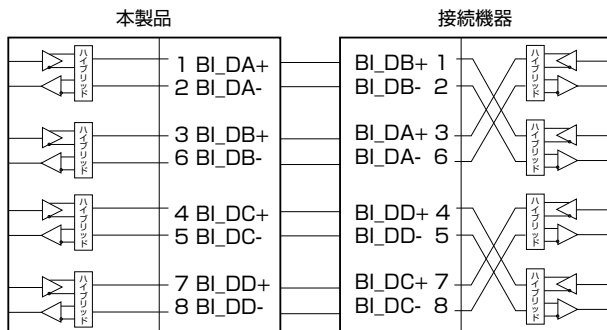 本製品
接続機器
ハイブリッド
1 BI_DA+
2 BI_DA-
ハイブリッド
3 BI_DB+
6 BI_DB-
ハイブリッド
4 BI_DC+
5 BI_DC-
ハイブリッド
7 BI_DD+
8 BI_DD-
BI_DB+ 1
BI_DB- 2
ハイブリッド
BI_DA+ 3
BI_DA- 6
ハイブリッド
BI_DD+ 4
BI_DD- 5
ハイブリッド
BI_DC+ 7
BI_DC- 8
ハイブリッド